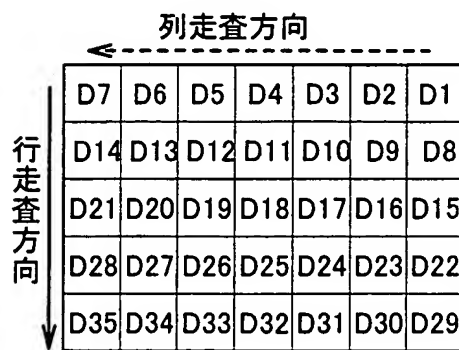 列走査方向
行走査方向
D7 D6 D5 D4 D3 D2 D1
D14 D13 D12 D11 D10 D9 D8
D21 D20 D19 D18 D17 D16 D15
D28 D27 D26 D25 D24 D23 D22
D35 D34 D33 D32 D31 D30 D29